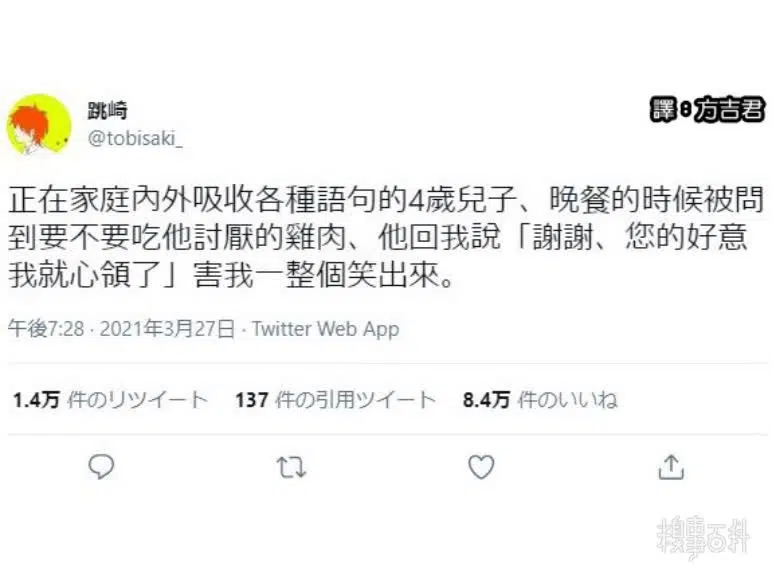 跳崎
@tobisaki_
譯●方吉君
正在家庭內外吸收各種語句的4歲兒子、晚餐的時候被問
到要不要吃他討厭的雞肉、他回我說「謝謝、您的好意
我就心領了」害我一整個笑出來。
午後7:28 · 2021年3月27日 · Twitter Web App
1.4万 件のリツイート 137 件の引用ツイート 8.4万 件のいいね
糗事百科